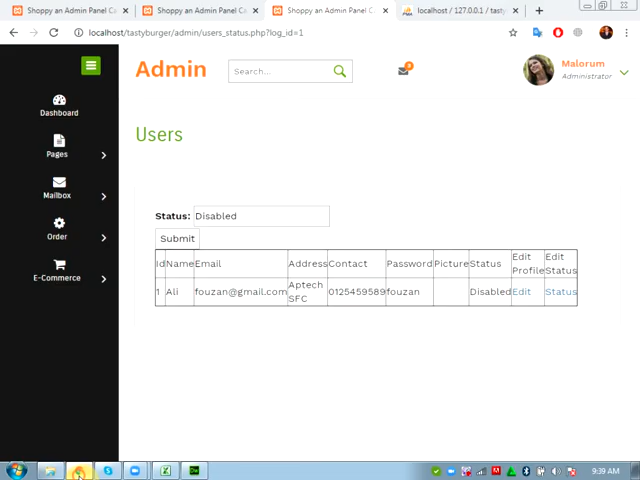 Shoppy an Admin Panel Ca
Shoppy an Admin Panel Ca
Shoppy an Admin Panel Ca
localhost / 127.0.0.1 / tasty
localhost/tastyburger/admin/users_status.php?log_id=1
Admin
Search...
Malorum
Administrator
Dashboard
Pages
Mailbox
Order
E-Commerce
Users
Status: Disabled
Submit
Id Name Email Address Contact Password Picture Status Edit Profile Edit Status
1 Ali fouzan@gmail.com Aptech SFC 0125459589 fouzan Disabled Edit Status
9:39 AM